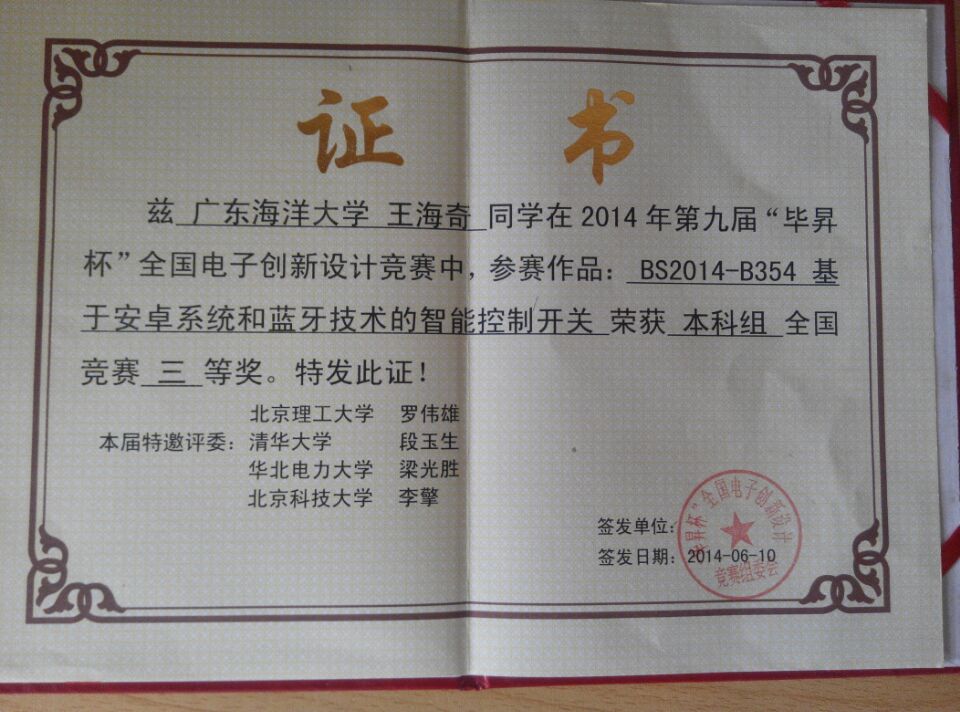 证 书
兹 广东海洋大学 王海奇 同学在 2014 年第九届“毕昇
杯”全国电子创新设计竞赛中, 参赛作品: BS2014-B354 基
于安卓系统和蓝牙技术的智能控制开关 荣获 本科组 全国
竞赛 三 等奖。特发此证!
北京理工大学 罗伟雄
本届特邀评委: 清华大学 段玉生
华北电力大学 梁光胜
北京科技大学 李擎
签发单位:
签发日期: 2014-06-10
“毕昇杯”全国电子创新设计
竞赛组委会